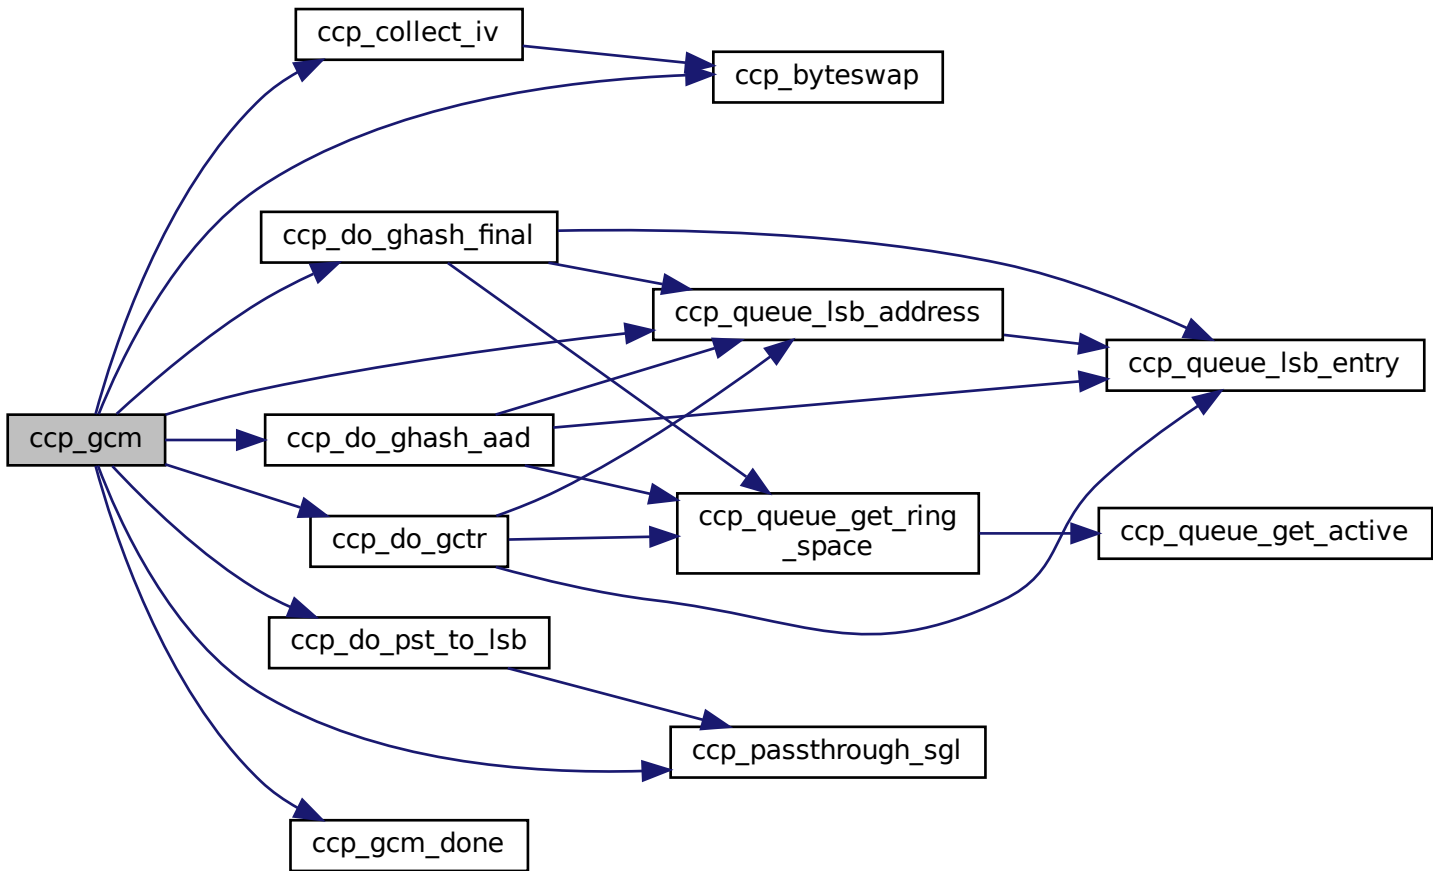 ccp_collect_iv
ccp_byteswap
ccp_do_ghash_final
ccp_queue_lsb_address
ccp_queue_lsb_entry
ccp_gcm
ccp_do_ghash_aad
ccp_queue_get_ring
_space
ccp_queue_get_active
ccp_do_gctr
ccp_do_pst_to_lsb
ccp_passthrough_sgl
ccp_gcm_done